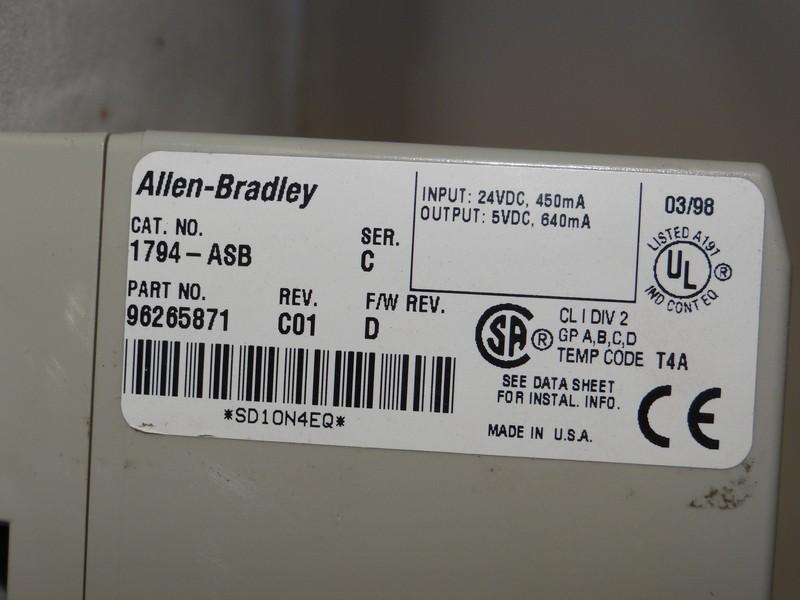 Allen-Bradley
CAT. NO.
1794-ASB
SER.
C
PART NO.
96265871
REV.
C01
F/W REV.
D
*SD10N4EQ*
INPUT: 24VDC, 450mA
OUTPUT: 5VDC, 640mA
03/98
LISTED A197
UL ®
IND CONT EQ
SA ®
CL I DIV 2
GP A,B,C,D
TEMP CODE T4A
SEE DATA SHEET
FOR INSTAL. INFO.
MADE IN U.S.A.
CE